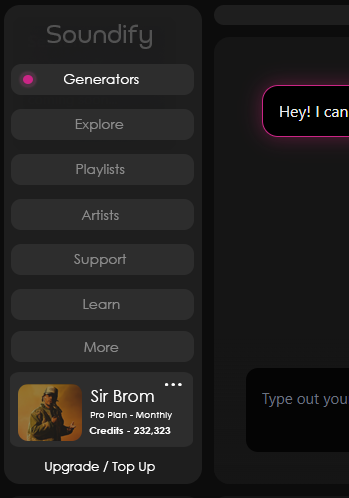 Soundify
Generators
Explore
Playlists
Artists
Support
Learn
More
Sir Brom
Pro Plan - Monthly
Credits - 232,323
Upgrade / Top Up
Hey! I can
Type out you